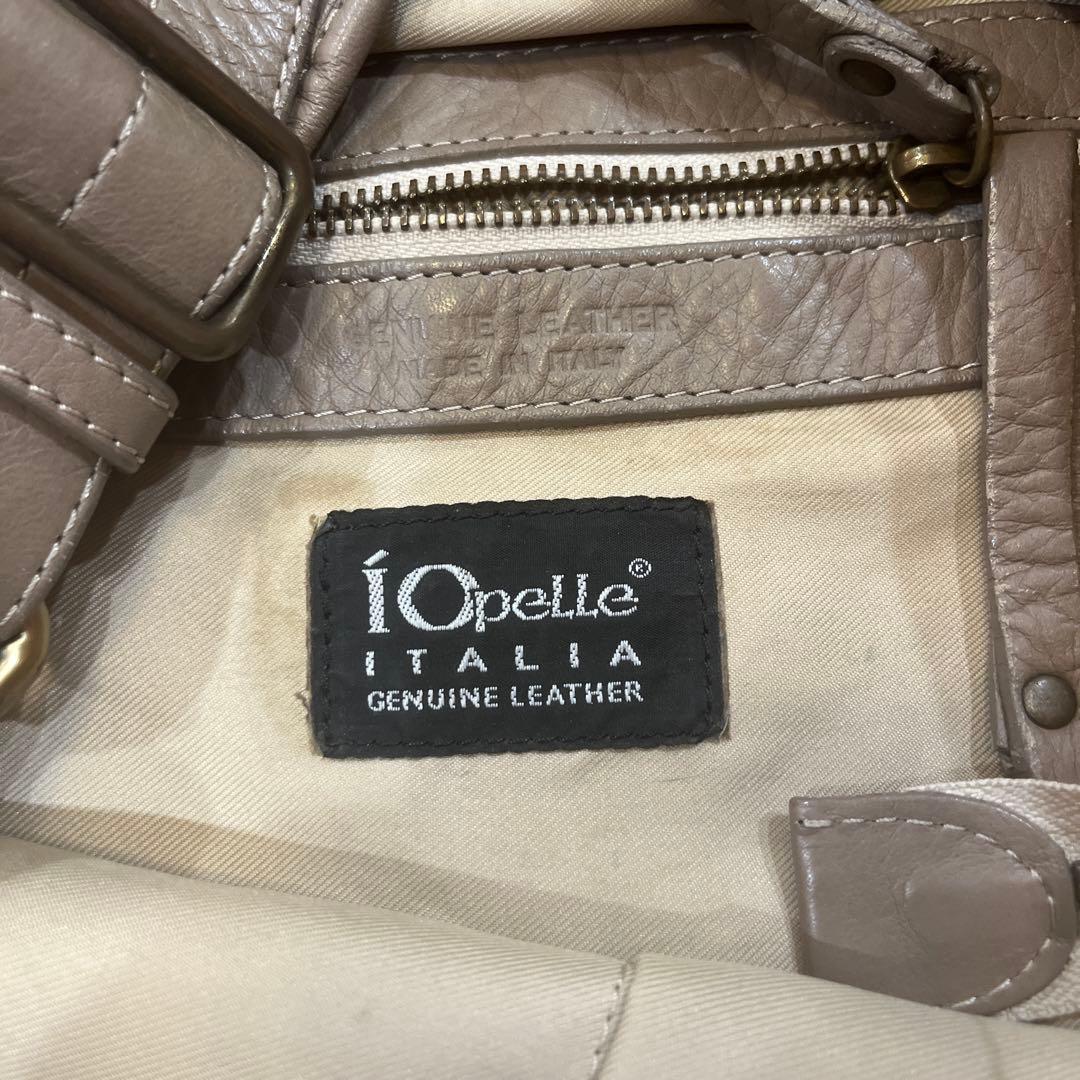 GENUINE LEATHER
MADE IN ITALY
íOpelle®
ITALIA
GENUINE LEATHER